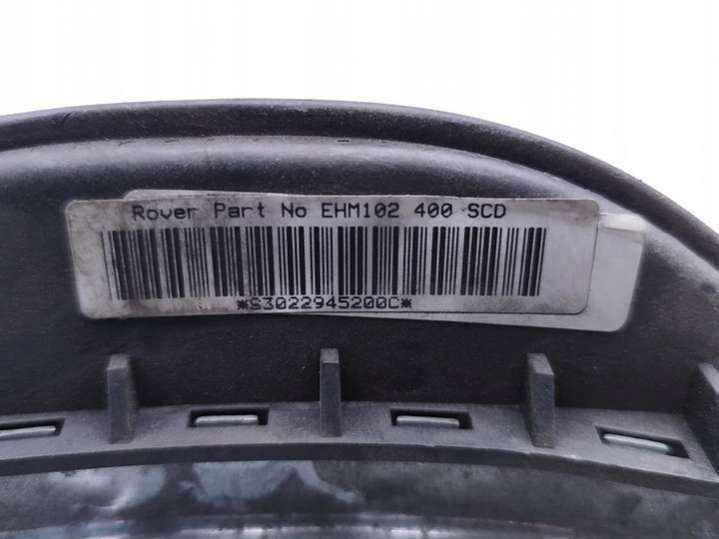 Rover Part No EHM102 400 SCD
*S3022945200C*